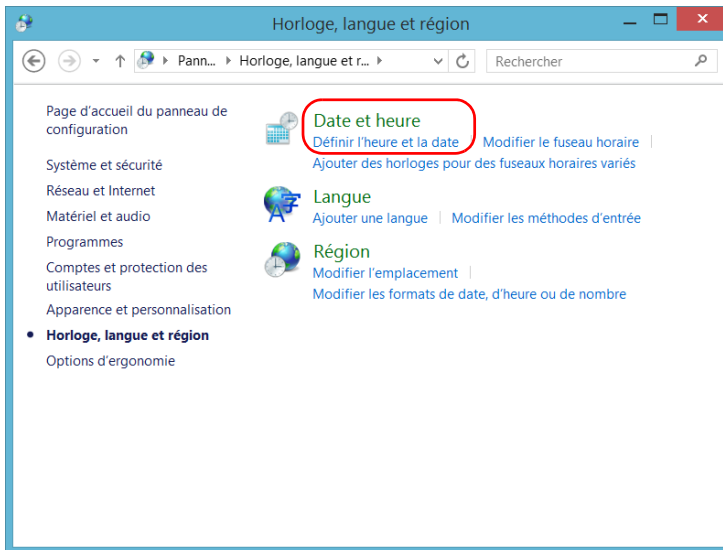 Horloge, langue et région
Pann... Horloge, langue et r... Rechercher
Page d'accueil du panneau de
configuration
Système et sécurité
Réseau et Internet
Matériel et audio
Programmes
Comptes et protection des
utilisateurs
Apparence et personnalisation
Horloge, langue et région
Options d'ergonomie
Date et heure
Définir l'heure et la date Modifier le fuseau horaire
Ajouter des horloges pour des fuseaux horaires variés
Langue
Ajouter une langue Modifier les méthodes d'entrée
Région
Modifier l'emplacement
Modifier les formats de date, d'heure ou de nombre